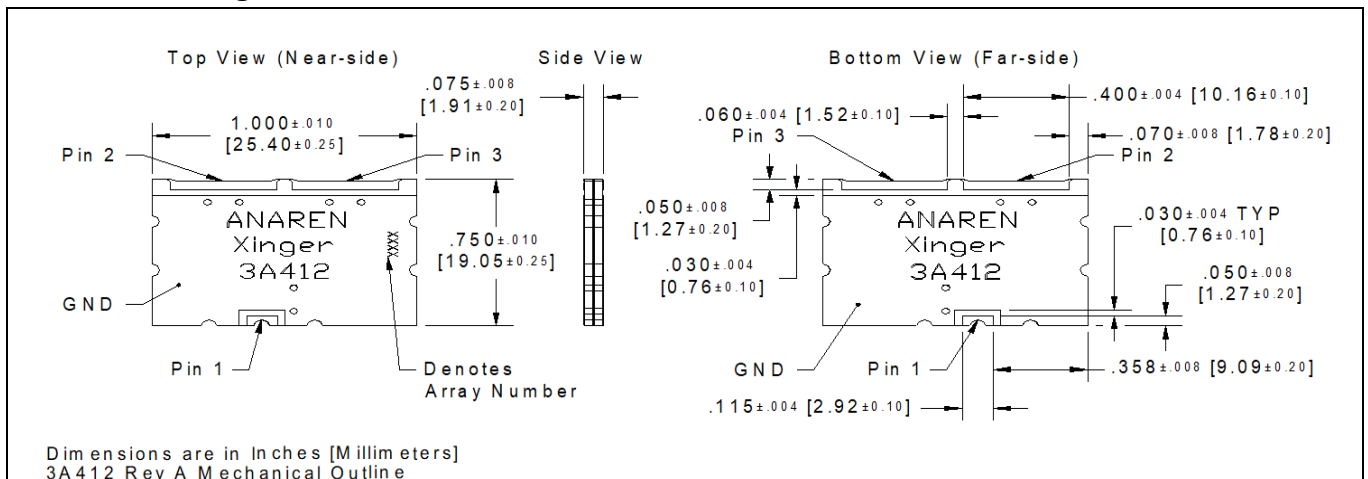 Top View (Near-side)
Side View
Bottom View (Far-side)
.075±.008
[1.91±0.20]
.400±.004 [10.16±0.10]
.060±.004 [1.52±0.10]
Pin 3
.070±.008 [1.78±0.20]
Pin 2
1.000±.010
[25.40±0.25]
Pin 2
Pin 3
ANAREN
Xinger
3A412
XXXX
.750±.010
[19.05±0.25]
.050±.008
[1.27±0.20]
.030±.004
[0.76±0.10]
ANAREN
Xinger
3A412
.030±.004 TYP
[0.76±0.10]
.050±.008
[1.27±0.20]
GND
Pin 1
Denotes
Array Number
GND
Pin 1
.358±.008 [9.09±0.20]
.115±.004 [2.92±0.10]
Dimensions are in Inches [Millimeters]
3A412 Rev A Mechanical Outline